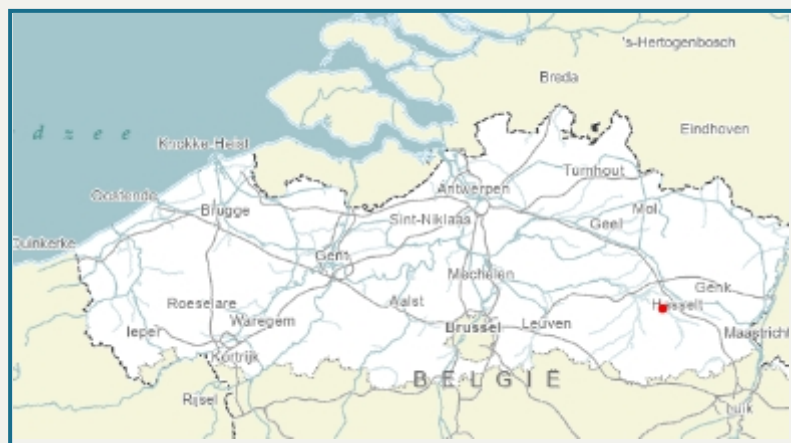 's-Hertogenbosch
Breda
Eindhoven
d z e e
Knokke-Heist
Turnhout
Antwerpen
Oostende
Mol
Brugge
Sint-Niklaas
Geel
Duinkerke
Gent
Mechelen
Genk
Roeselare
Aalst
Hasselt
Waregem
Brussel
Leuven
Ieper
Maastricht
Kortrijk
BELGIË
Rijsel
Luik